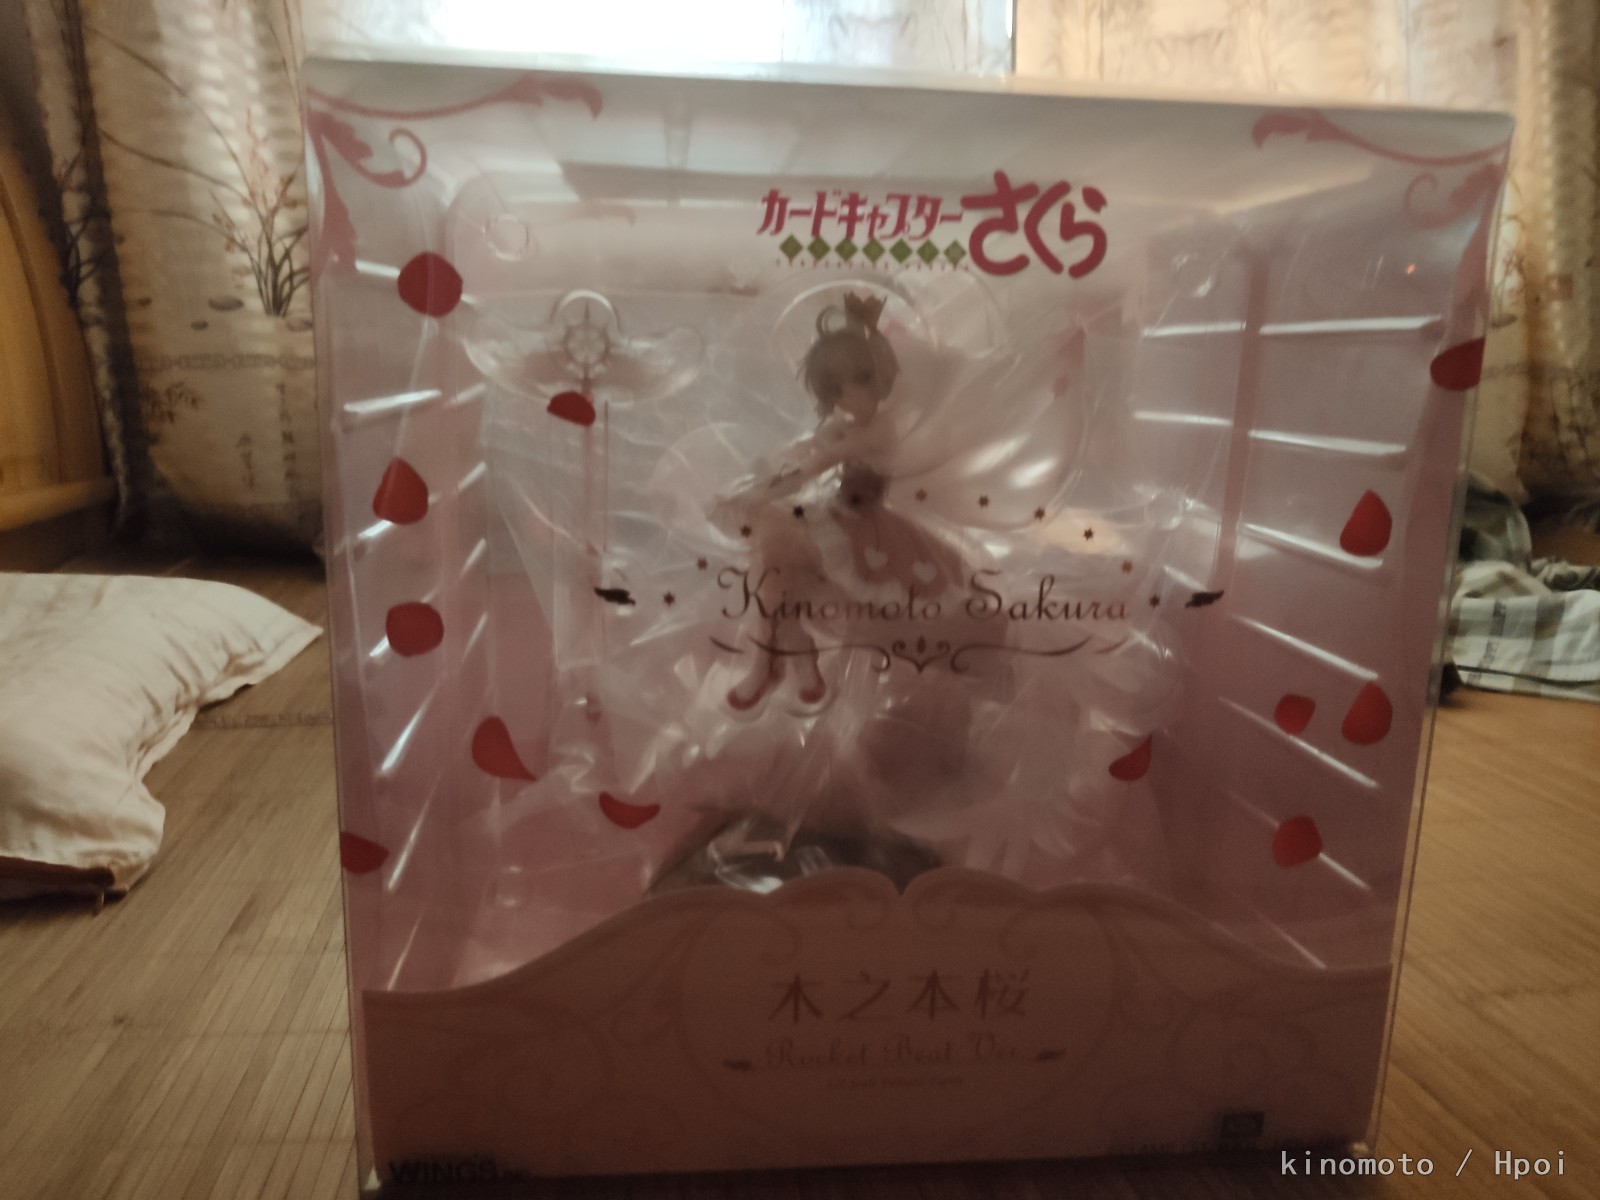 カードキャプターさくら
Kinomoto Sakura
木之本桜
Rocket Beat Ver.
WINGS
kinomoto / Hpoi